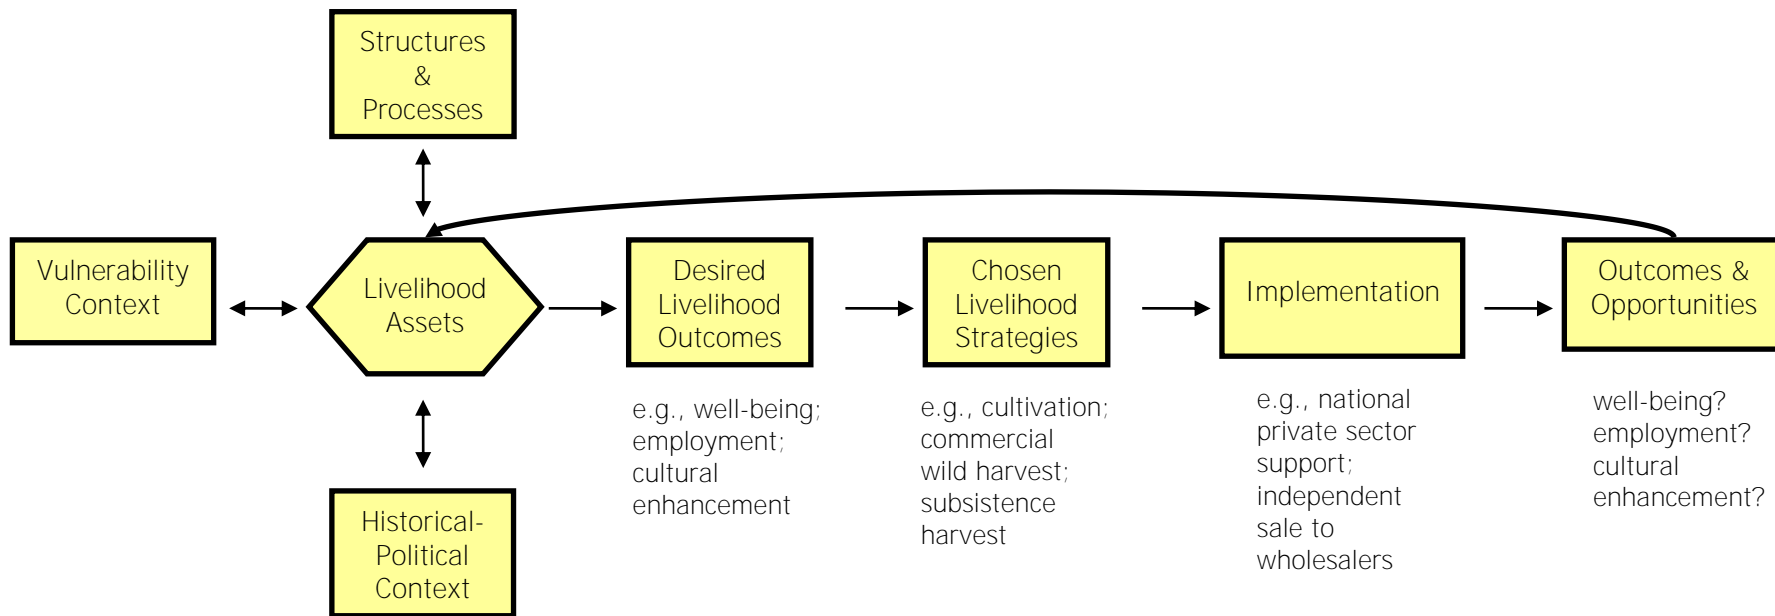 Structures
&
Processes
Vulnerability
Context
Livelihood
Assets
Desired
Livelihood
Outcomes
Chosen
Livelihood
Strategies
Implementation
Outcomes &
Opportunities
e.g., well-being;
employment;
cultural
enhancement
e.g., cultivation;
commercial
wild harvest;
subsistence
harvest
e.g., national
private sector
support;
independent
sale to
wholesalers
well-being?
employment?
cultural
enhancement?
Historical-
Political
Context